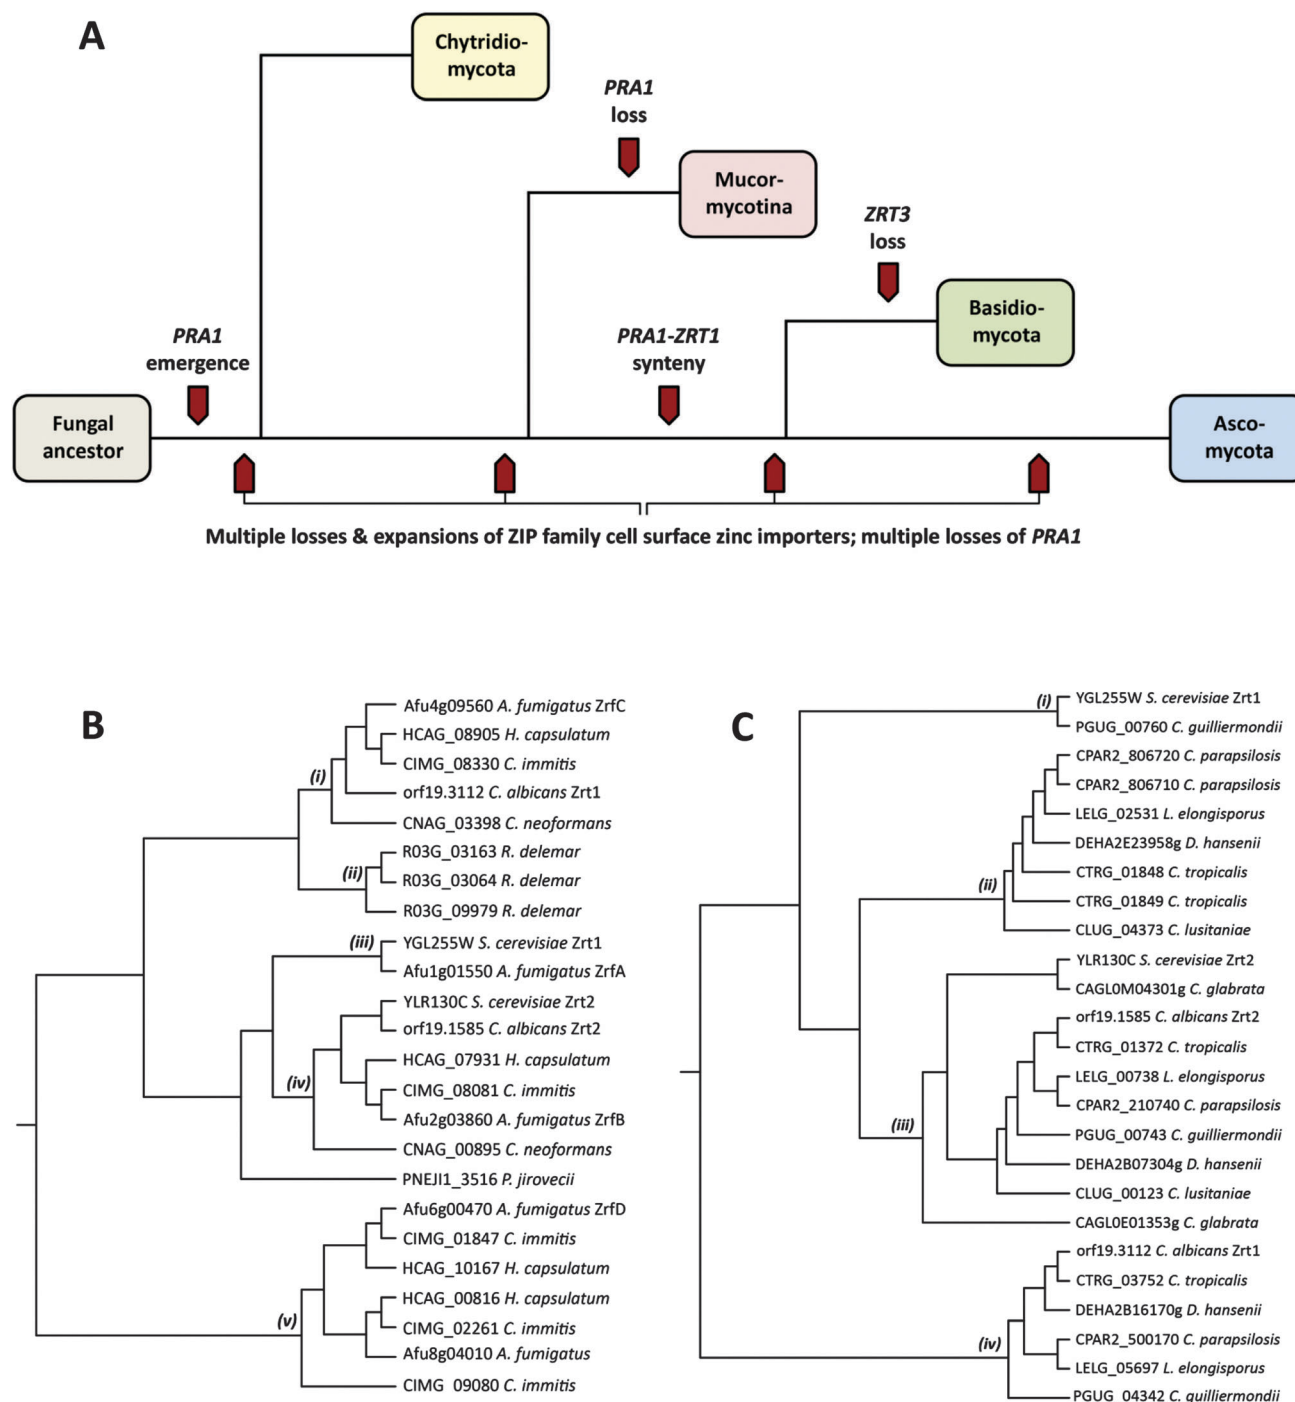 A
Chytridio-
mycota
PRA1
loss
Mucor-
mycotina
ZRT3
loss
Basidio-
mycota
PRA1
emergence
PRA1-ZRT1
synteny
Fungal
ancestor
Asco-
mycota
Multiple losses & expansions of ZIP family cell surface zinc importers; multiple losses of PRA1
B
Afu4g09560 A. fumigatus ZrfC
HCAG_08905 H. capsulatum
CIMG_08330 C. immitis
(i)
orf19.3112 C. albicans Zrt1
CNAG_03398 C. neoformans
R03G_03163 R. delemar
(ii)
R03G_03064 R. delemar
R03G_09979 R. delemar
(iii)
YGL255W S. cerevisiae Zrt1
Afu1g01550 A. fumigatus ZrfA
YLR130C S. cerevisiae Zrt2
orf19.1585 C. albicans Zrt2
HCAG_07931 H. capsulatum
(iv)
CIMG_08081 C. immitis
Afu2g03860 A. fumigatus ZrfB
CNAG_00895 C. neoformans
PNEJI1_3516 P. jirovecii
Afu6g00470 A. fumigatus ZrfD
CIMG_01847 C. immitis
HCAG_10167 H. capsulatum
HCAG_00816 H. capsulatum
(v)
CIMG_02261 C. immitis
Afu8g04010 A. fumigatus
CIMG_09080 C. immitis
C
(i)
YGL255W S. cerevisiae Zrt1
PGUG_00760 C. guilliermondii
CPAR2_806720 C. parapsilosis
CPAR2_806710 C. parapsilosis
LELG_02531 L. elongisporus
DEHA2E23958g D. hansenii
CTRG_01848 C. tropicalis
(ii)
CTRG_01849 C. tropicalis
CLUG_04373 C. lusitaniae
YLR130C S. cerevisiae Zrt2
CAGL0M04301g C. glabrata
orf19.1585 C. albicans Zrt2
CTRG_01372 C. tropicalis
LELG_00738 L. elongisporus
CPAR2_210740 C. parapsilosis
(iii)
PGUG_00743 C. guilliermondii
DEHA2B07304g D. hansenii
CLUG_00123 C. lusitaniae
CAGL0E01353g C. glabrata
orf19.3112 C. albicans Zrt1
CTRG_03752 C. tropicalis
DEHA2B16170g D. hansenii
(iv)
CPAR2_500170 C. parapsilosis
LELG_05697 L. elongisporus
PGUG_04342 C. guilliermondii